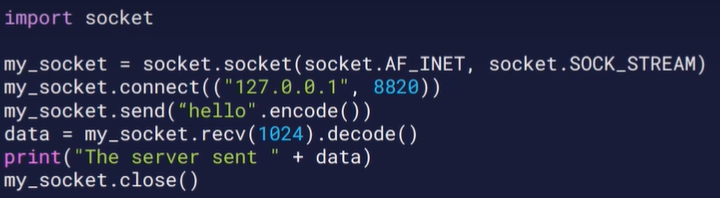 import socket
my_socket = socket.socket(socket.AF_INET, socket.SOCK_STREAM)
my_socket.connect(("127.0.0.1", 8820))
my_socket.send(“hello".encode())
data = my_socket.recv(1024).decode()
print("The server sent " + data)
my_socket.close()